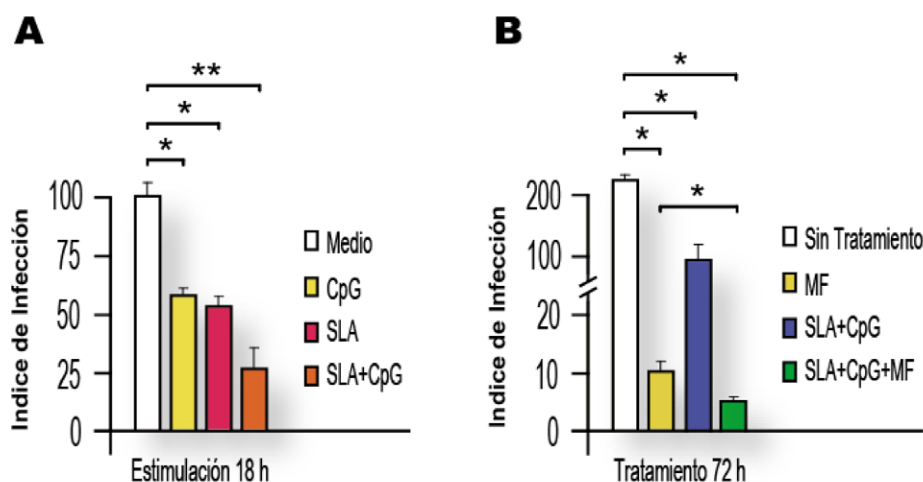 A
**
*
*
Indice de Infección
100
75
50
25
0
Medio
CpG
SLA
SLA+CpG
Estimulación 18 h
B
*
*
*
*
Indice de Infección
200
100
20
10
0
Sin Tratamiento
MF
SLA+CpG
SLA+CpG+MF
Tratamiento 72 h